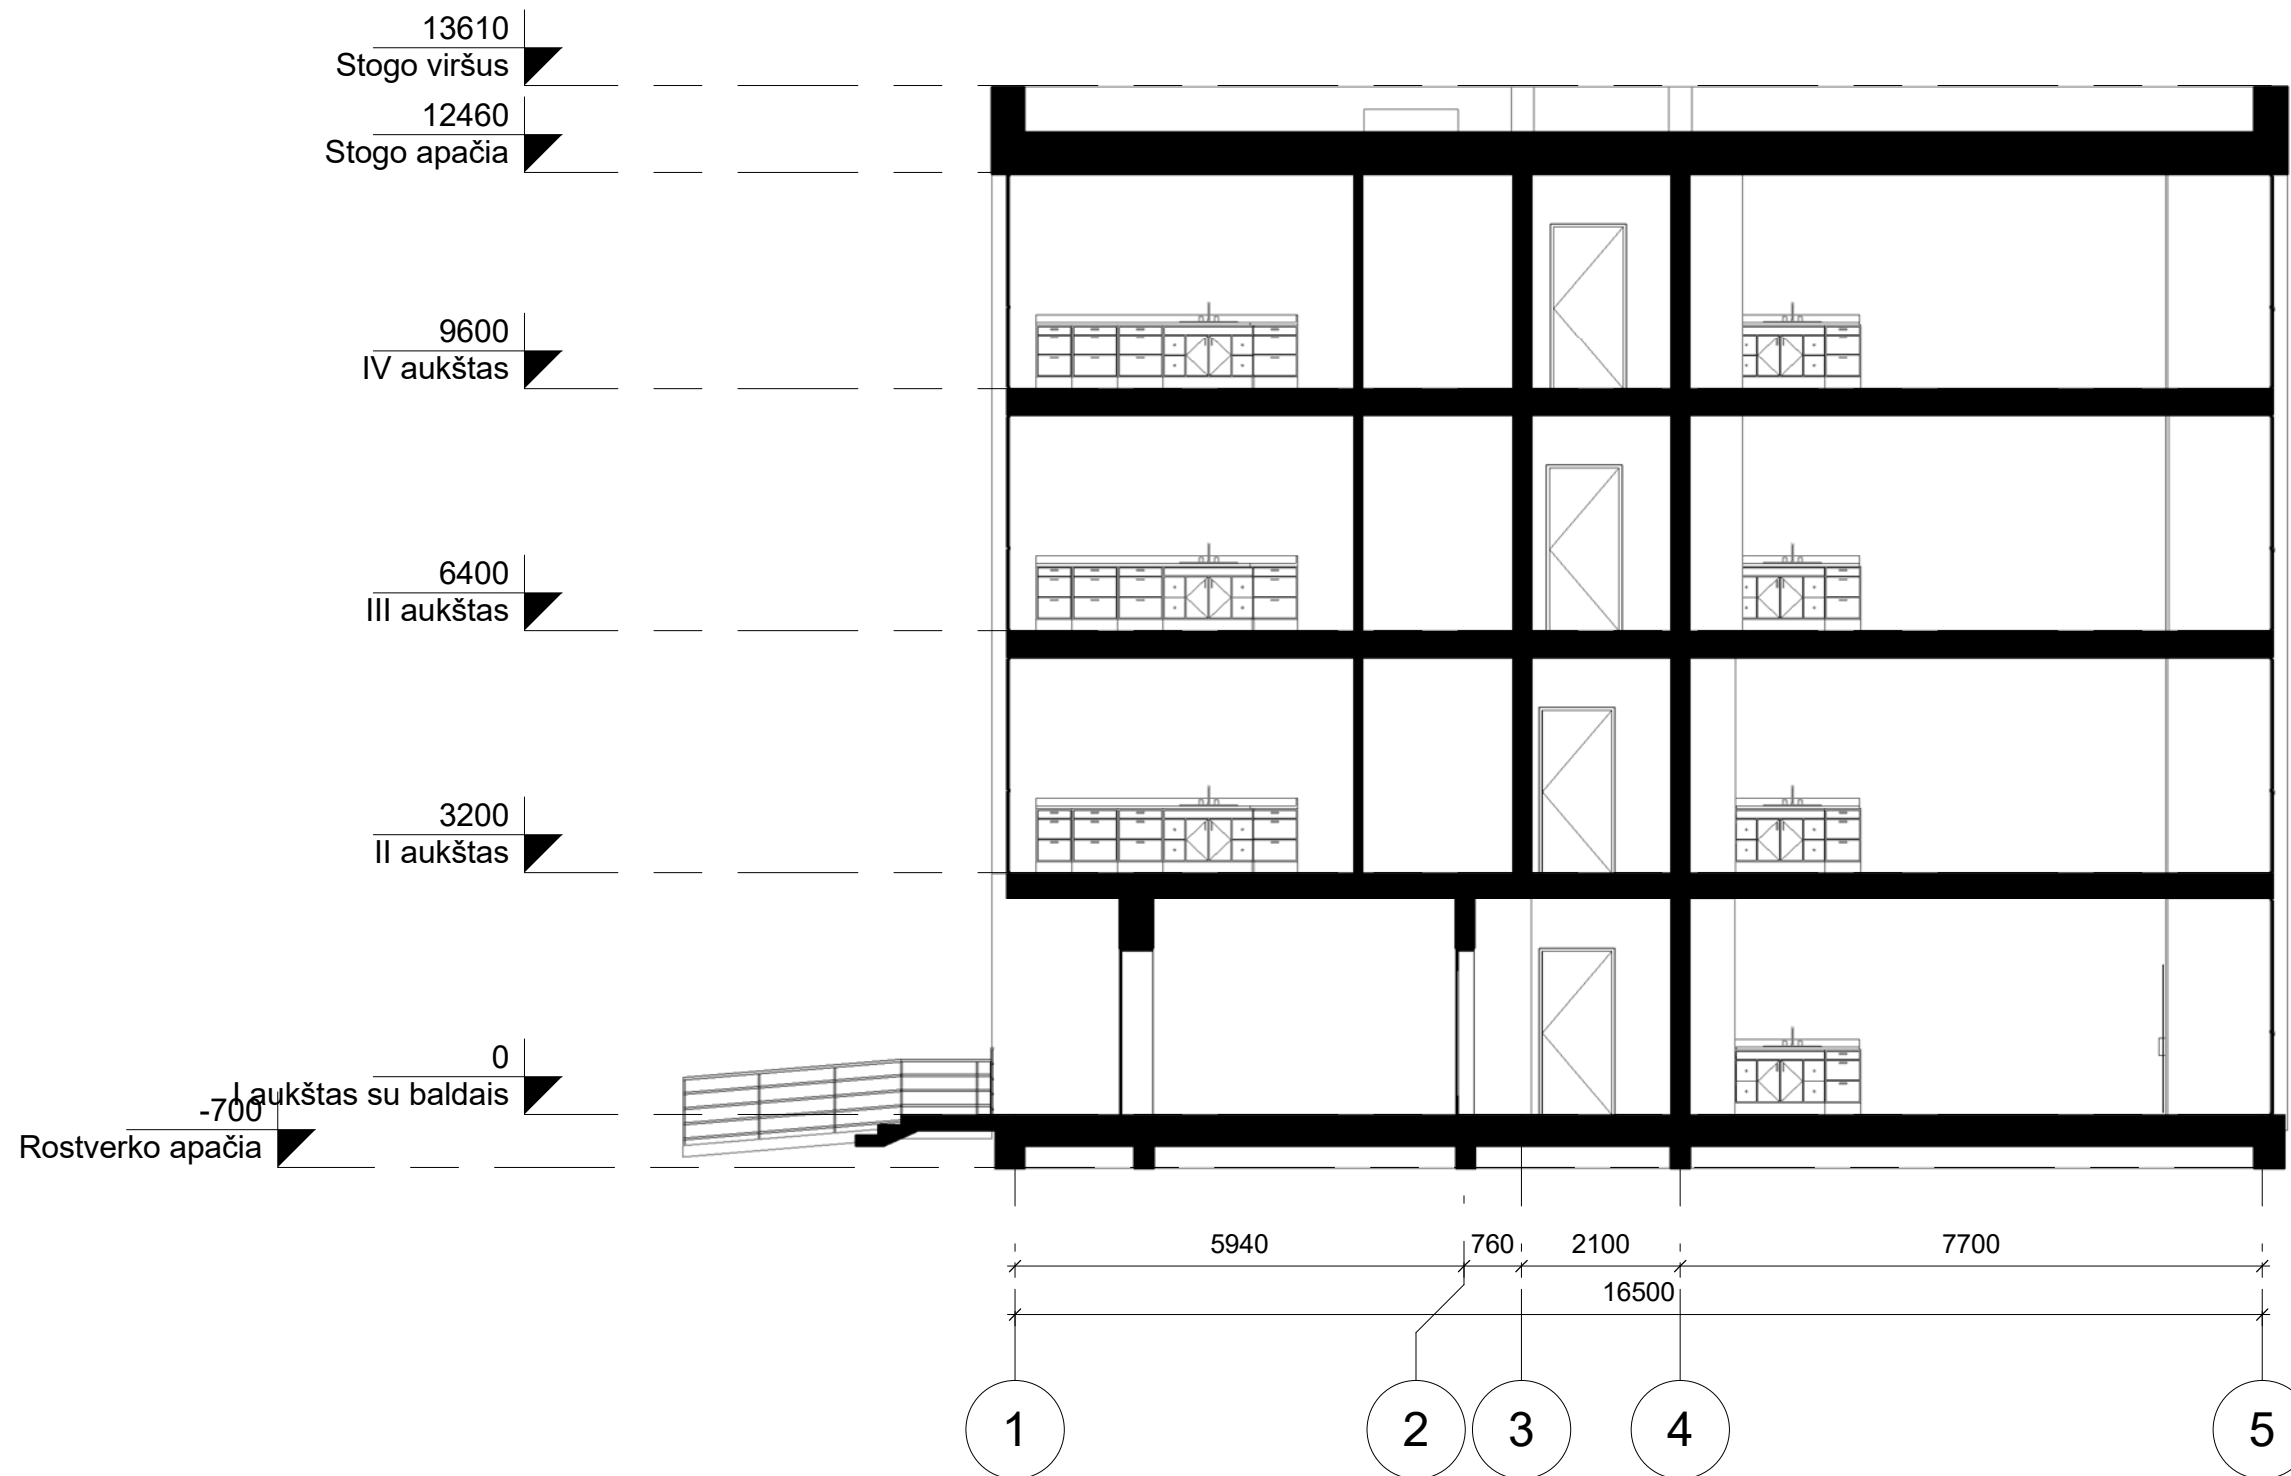 13610
Stogo viršus
12460
Stogo apačia
9600
IV aukštas
6400
III aukštas
3200
II aukštas
0
I aukštas su baldais
-700
Rostverko apačia
5940 760 2100 7700
16500
1 2 3 4 5